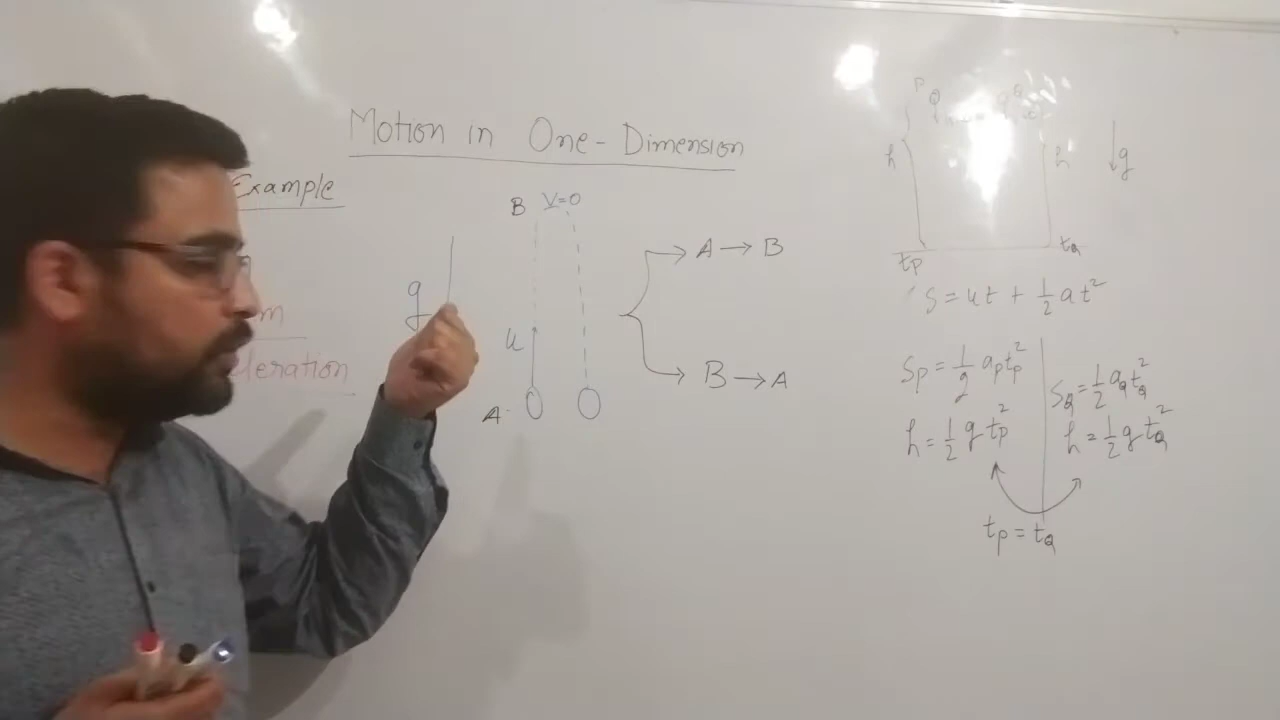 Motion in One-Dimension
Example
m
eleration
g
B V=0
u
A
A → B
B → A
P Q
h h ↓g
tp tQ
S = ut + 1/2 at²
Sp = 1/2 ap tp²
h = 1/2 g tp²
SQ = 1/2 aQ tQ²
h = 1/2 g tQ²
tp = tQ